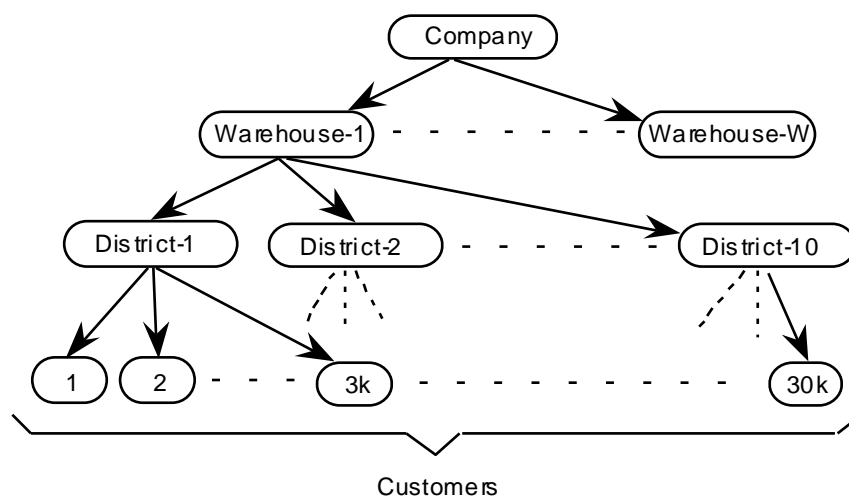 Company
Warehouse-1
Warehouse-W
District-1
District-2
District-10
1
2
3k
30k
Customers